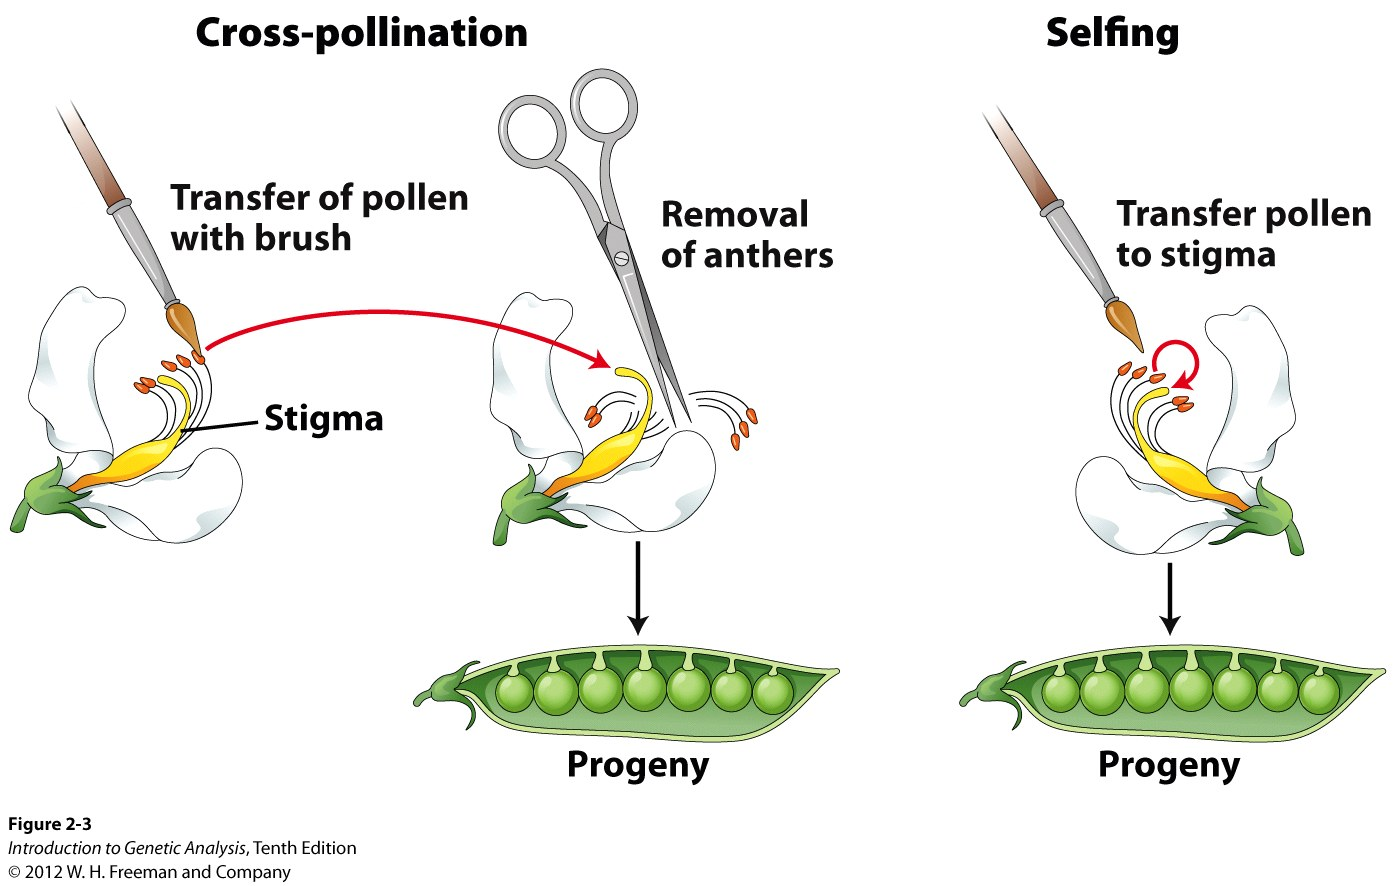 Cross-pollination
Selfing
Transfer of pollen
with brush
Removal
of anthers
Transfer pollen
to stigma
Stigma
Progeny
Progeny
Figure 2-3
Introduction to Genetic Analysis, Tenth Edition
© 2012 W. H. Freeman and Company